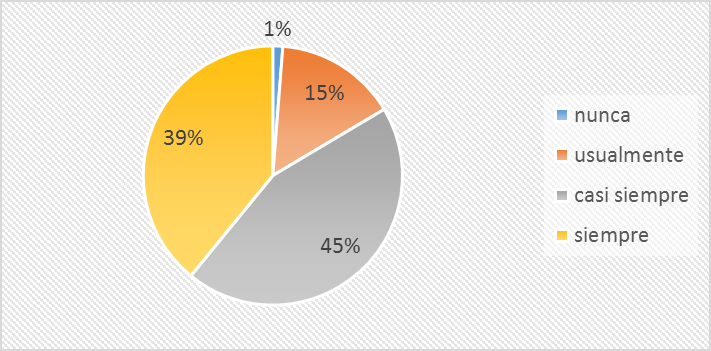 1%
15%
39%
45%
nunca
usualmente
casi siempre
siempre